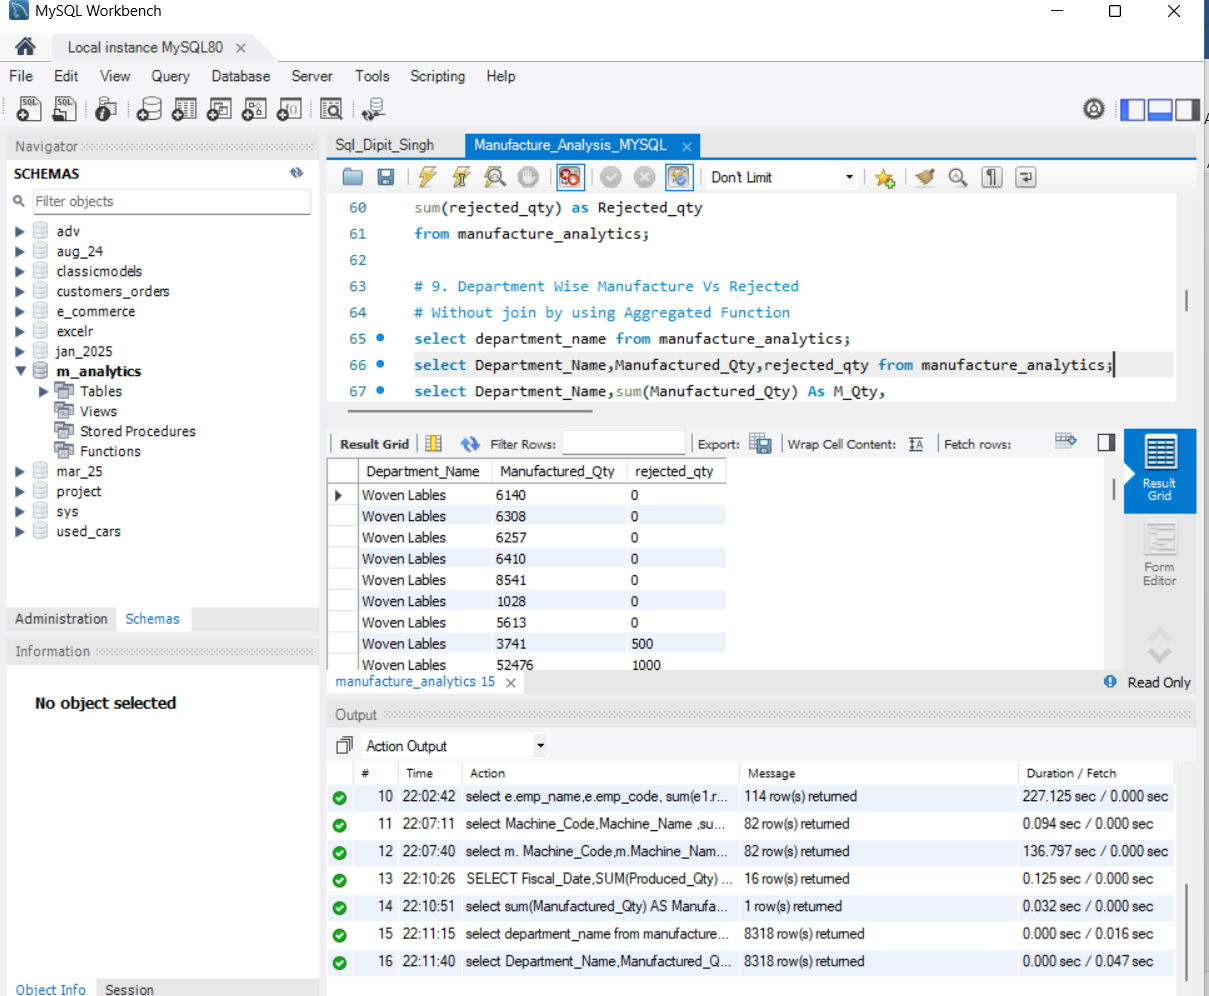 MySQL Workbench
Local instance MySQL80
File Edit View Query Database Server Tools Scripting Help
Navigator
SCHEMAS
Filter objects
adv
aug_24
classicmodels
customers_orders
e_commerce
excelr
jan_2025
m_analytics
Tables
Views
Stored Procedures
Functions
mar_25
project
sys
used_cars
Administration Schemas
Information
No object selected
Object Info Session
Sql_Dipit_Singh Manufacture_Analysis_MYSQL
Don't Limit
60 sum(rejected_qty) as Rejected_qty
61 from manufacture_analytics;
62
63 # 9. Department Wise Manufacture Vs Rejected
64 # Without join by using Aggregated Function
65 select department_name from manufacture_analytics;
66 select Department_Name,Manufactured_Qty,rejected_qty from manufacture_analytics;
67 select Department_Name,sum(Manufactured_Qty) As M_Qty,
Result Grid Filter Rows: Export: Wrap Cell Content: Fetch rows:
Department_Name Manufactured_Qty rejected_qty
Woven Lables 6140 0
Woven Lables 6308 0
Woven Lables 6257 0
Woven Lables 6410 0
Woven Lables 8541 0
Woven Lables 1028 0
Woven Lables 5613 0
Woven Lables 3741 500
Woven Lables 52476 1000
Result
Grid
Form
Editor
manufacture_analytics 15
Read Only
Output
Action Output
# Time Action Message Duration / Fetch
10 22:02:42 select e.emp_name,e.emp_code, sum(e1.r... 114 row(s) returned 227.125 sec / 0.000 sec
11 22:07:11 select Machine_Code,Machine_Name ,su... 82 row(s) returned 0.094 sec / 0.000 sec
12 22:07:40 select m. Machine_Code,m.Machine_Nam... 82 row(s) returned 136.797 sec / 0.000 sec
13 22:10:26 SELECT Fiscal_Date,SUM(Produced_Qty) ... 16 row(s) returned 0.125 sec / 0.000 sec
14 22:10:51 select sum(Manufactured_Qty) AS Manufa... 1 row(s) returned 0.032 sec / 0.000 sec
15 22:11:15 select department_name from manufacture... 8318 row(s) returned 0.000 sec / 0.016 sec
16 22:11:40 select Department_Name,Manufactured_Q... 8318 row(s) returned 0.000 sec / 0.047 sec